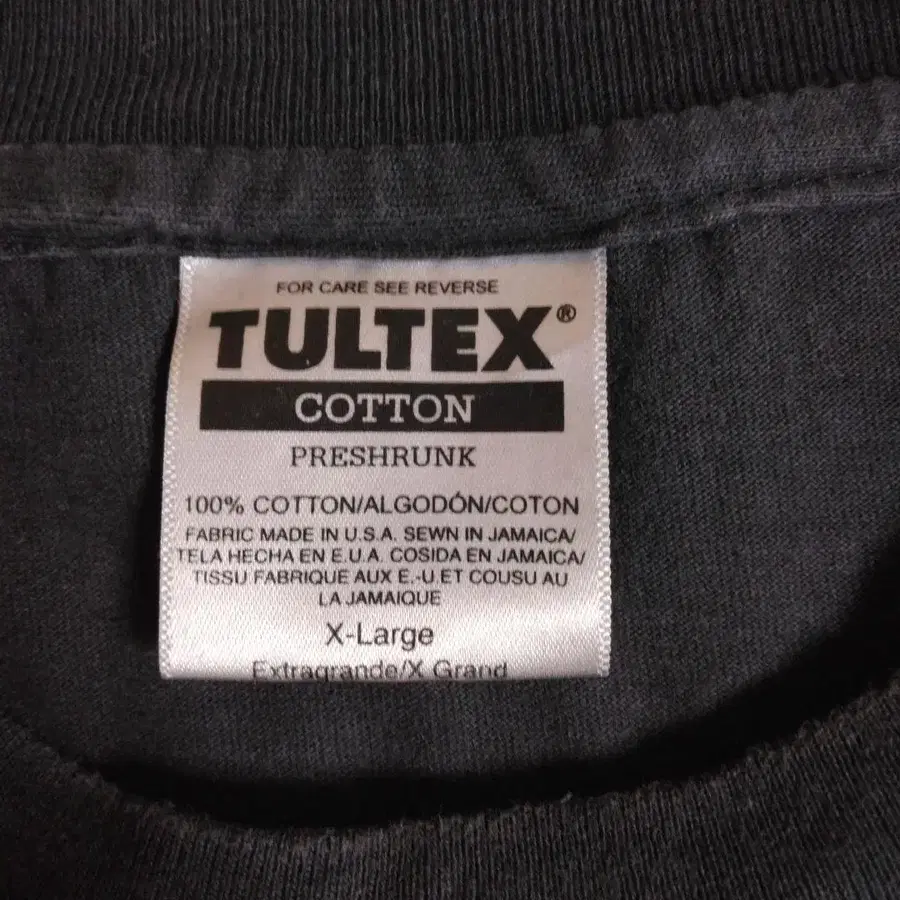 FOR CARE SEE REVERSE
TULTEX®
COTTON
PRESHRUNK
100% COTTON/ALGODÓN/COTON
FABRIC MADE IN U.S.A. SEWN IN JAMAICA/
TELA HECHA EN E.U.A. COSIDA EN JAMAICA/
TISSU FABRIQUE AUX E.-U.ET COUSU AU
LA JAMAIQUE
X-Large
Extragrande/X Grand